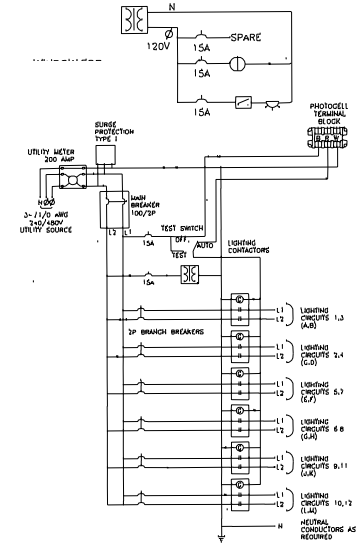 N
120V
15A
SPARE
15A
15A
PHOTOCELL
TERMINAL
BLOCK
B R W
SURGE
PROTECTION
TYPE 1
UTILITY METER
200 AMP
N
3-#1/0 AWG
240/480V
UTILITY SOURCE
MAIN
BREAKER
100/2P
L2 L1
15A
TEST SWITCH
OFF
AUTO
TEST
LIGHTING
CONTACTORS
15A
2P BRANCH BREAKERS
C
L1
L2
LIGHTING
CIRCUITS 1,3
(A,B)
C
L1
L2
LIGHTING
CIRCUITS 2,4
(C,D)
C
L1
L2
LIGHTING
CIRCUITS 5,7
(E,F)
C
L1
L2
LIGHTING
CIRCUITS 6,8
(G,H)
C
L1
L2
LIGHTING
CIRCUITS 9,11
(J,K)
C
L1
L2
LIGHTING
CIRCUITS 10,12
(L,M)
N
NEUTRAL
CONDUCTORS AS
REQUIRED